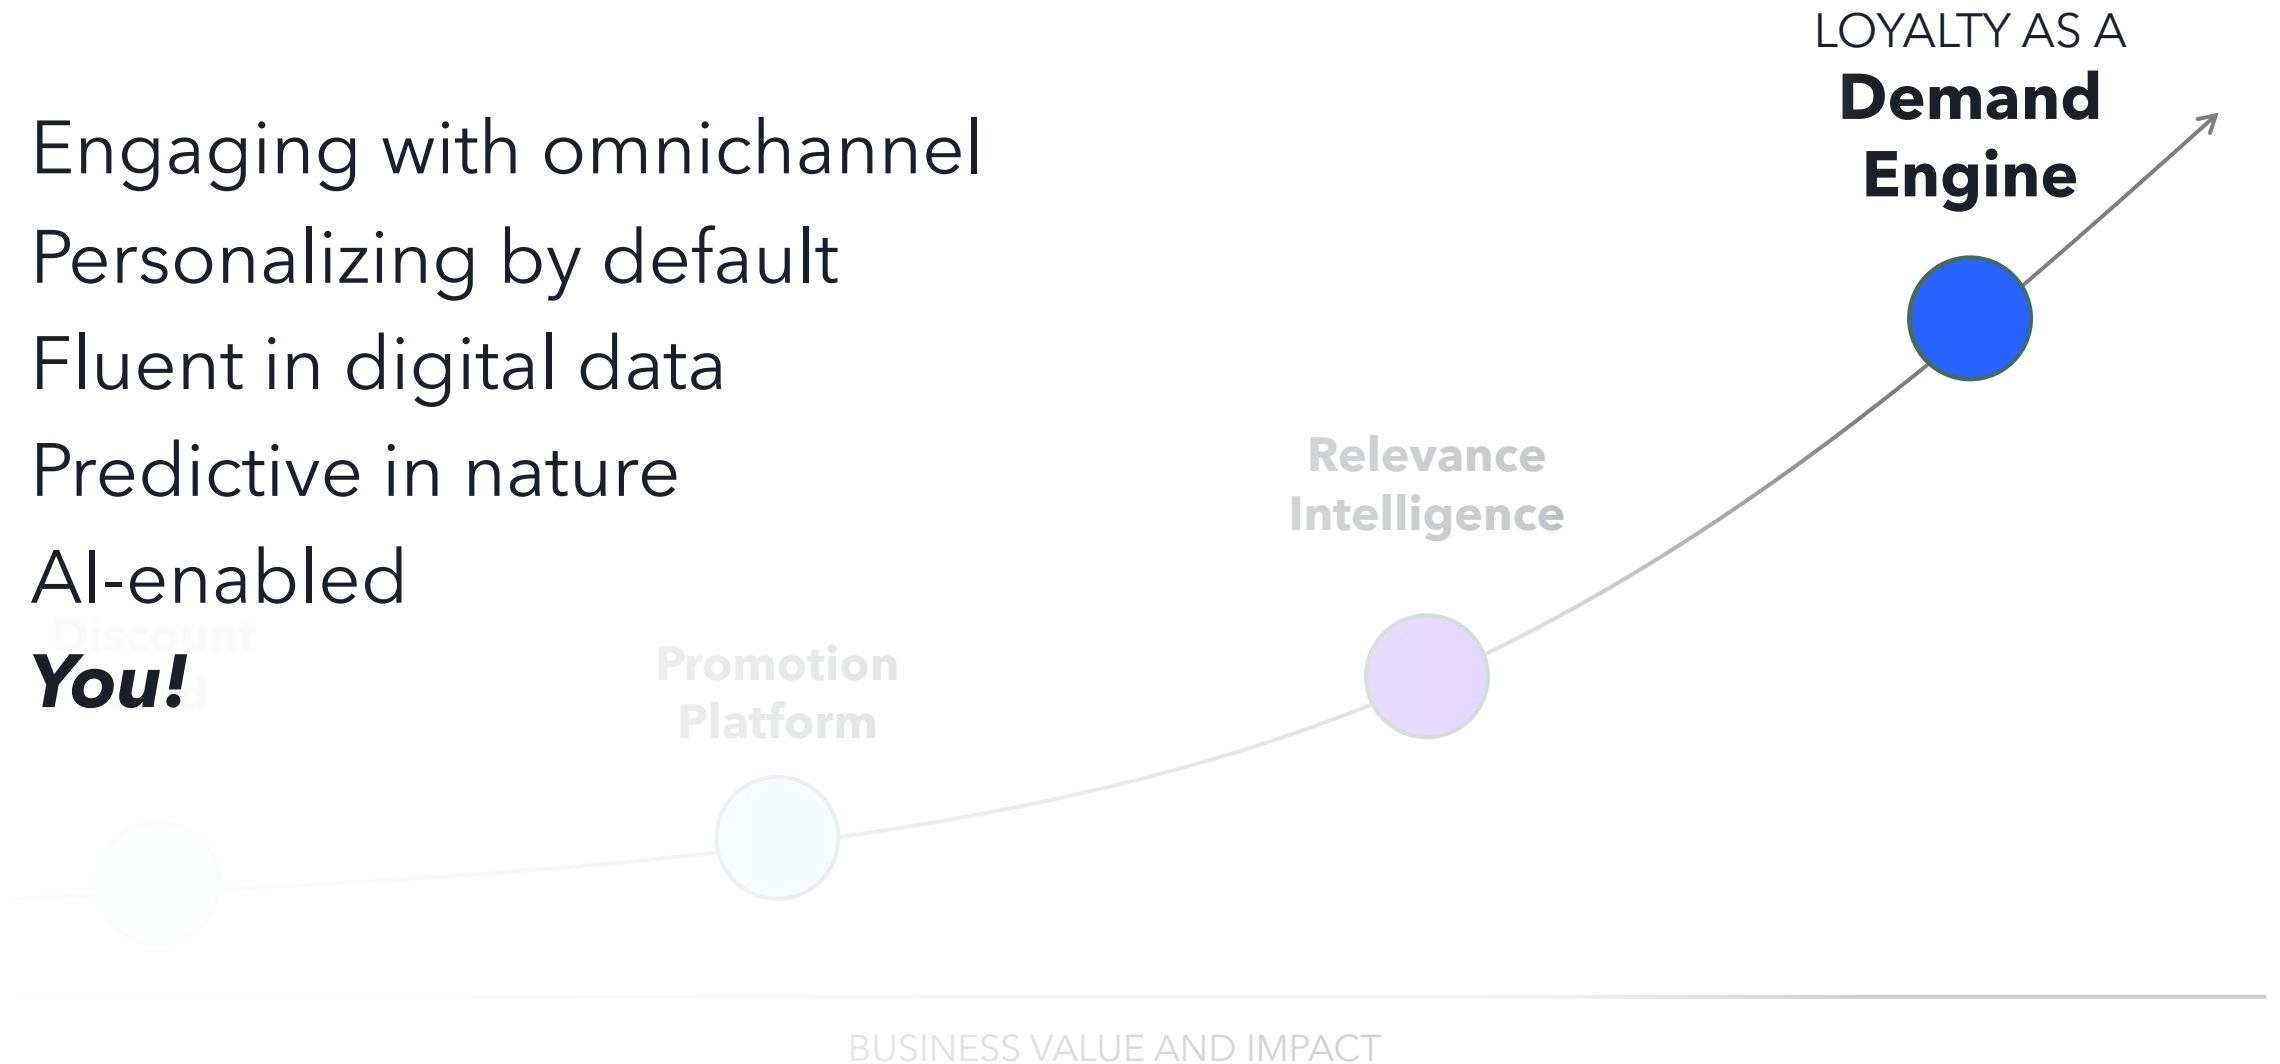 LOYALTY AS A
Demand
Engine
Engaging with omnichannel
Personalizing by default
Fluent in digital data
Predictive in nature
AI-enabled
You!
Discount
Promotion
Platform
Relevance
Intelligence
BUSINESS VALUE AND IMPACT